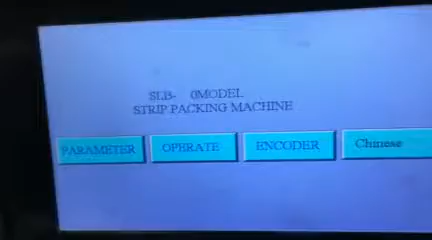 SLB- 0MODEL
STRIP PACKING MACHINE
PARAMETER OPERATE ENCODER Chinese